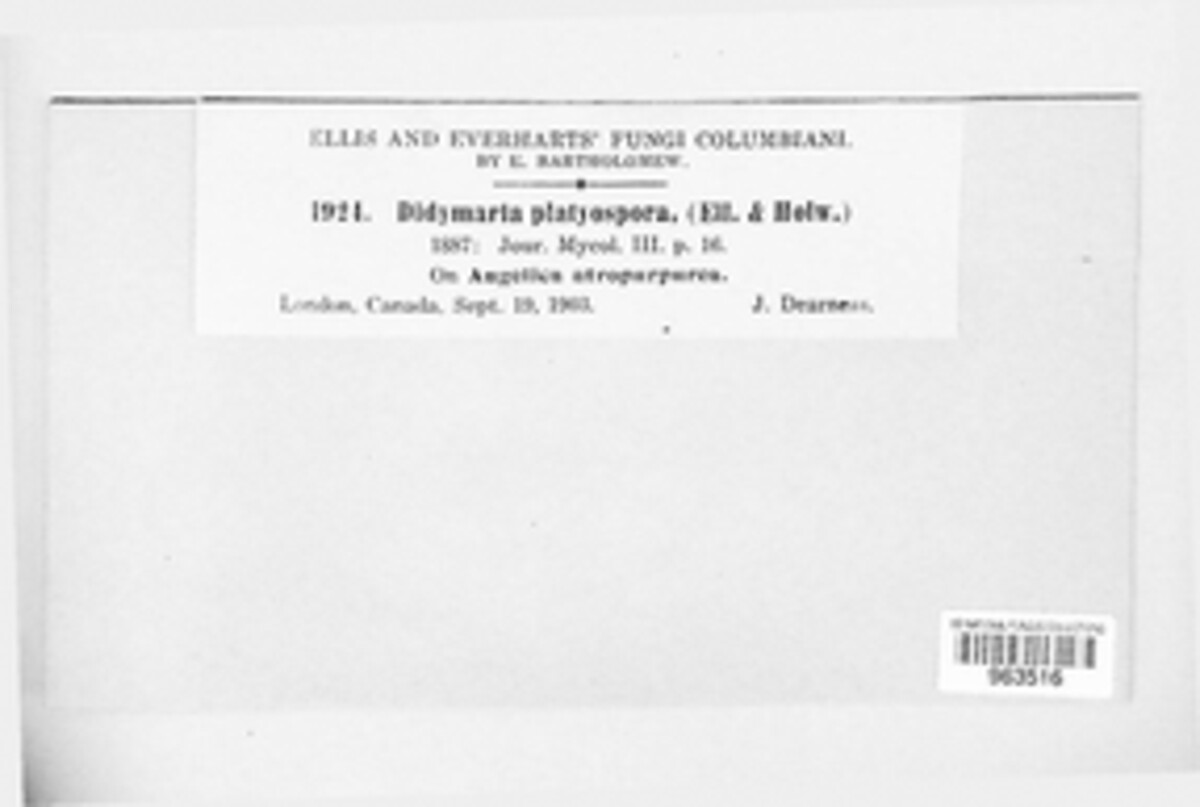 ELLIS AND EVERHARTS' FUNGI COLUMBIANI.
BY E. BARTHOLOMEW.
1924. Didymaria platyospora. (Ell. & Holw.)
1887: Jour. Mycol. III. p. 16.
On Angelica atropurpurea.
London, Canada, Sept. 19, 1903. J. Dearness.
963516